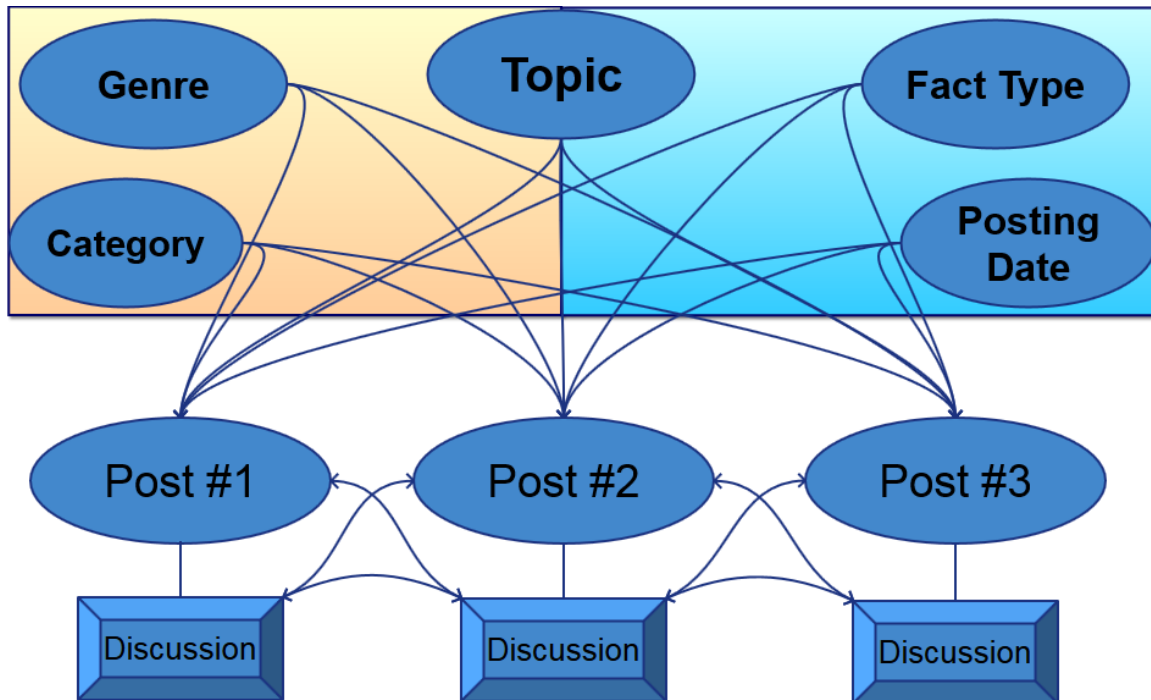 Genre
Topic
Fact Type
Category
Posting
Date
Post #1
Post #2
Post #3
Discussion
Discussion
Discussion